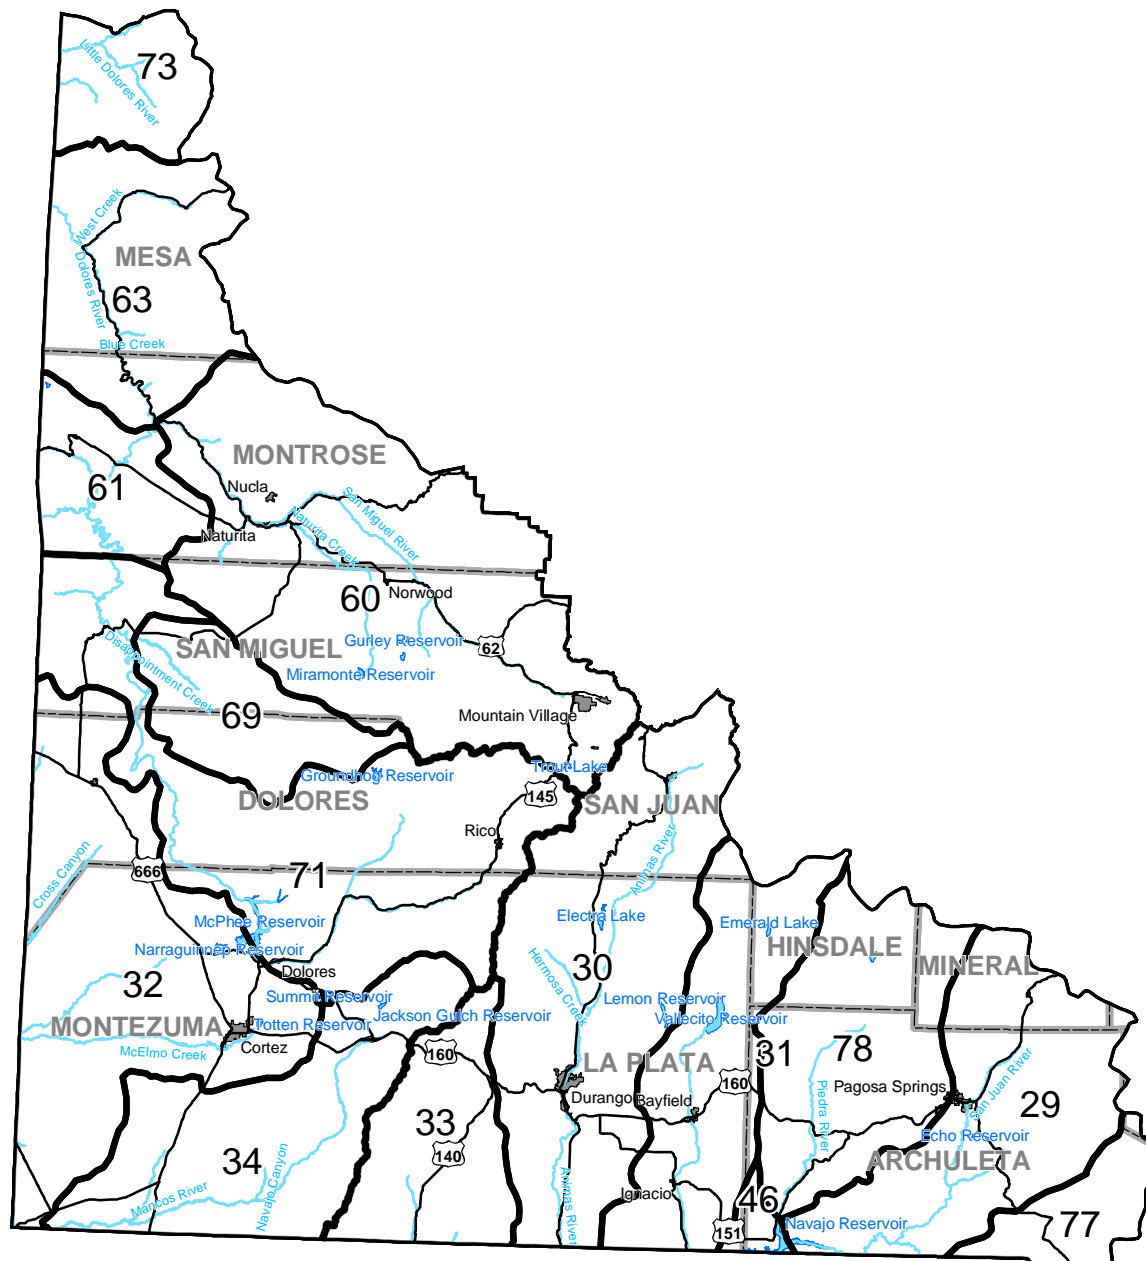 73
Little Dolores River
West Creek
MESA
Dolores River
63
Blue Creek
MONTROSE
Nucla
61
San Miguel River
Naturita Creek
Naturita
60
Norwood
Gurley Reservoir
62
SAN MIGUEL
Disappointment Creek
Miramonte Reservoir
69
Mountain Village
Trout Lake
Groundhog Reservoir
DOLORES
145
SAN JUAN
Rico
Animas River
666
71
Cross Canyon
McPhee Reservoir
Electra Lake
Emerald Lake
HINSDALE
MINERAL
Narraguinnep Reservoir
Dolores
30
Hermosa Creek
32
Summit Reservoir
Lemon Reservoir
Jackson Gulch Reservoir
Vallecito Reservoir
MONTEZUMA
Totten Reservoir
Cortez
McElmo Creek
160
LA PLATA
31
78
160
Pagosa Springs
San Juan River
Durango
Bayfield
Piedra River
29
33
Echo Reservoir
140
34
ARCHULETA
Mancos River
Navajo Canyon
Animas River
Ignacio
46
Navajo Reservoir
77
151